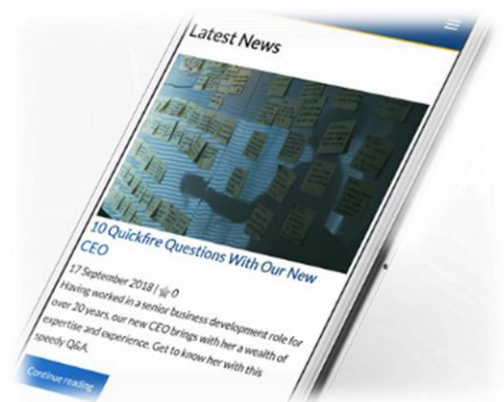 Latest News
10 Quickfire Questions With Our New
CEO
17 September 2018 | 0
Having worked in a senior business development role for
over 20 years, our new CEO brings with her a wealth of
expertise and experience. Get to know her with this
speedy Q&A.
Continue reading